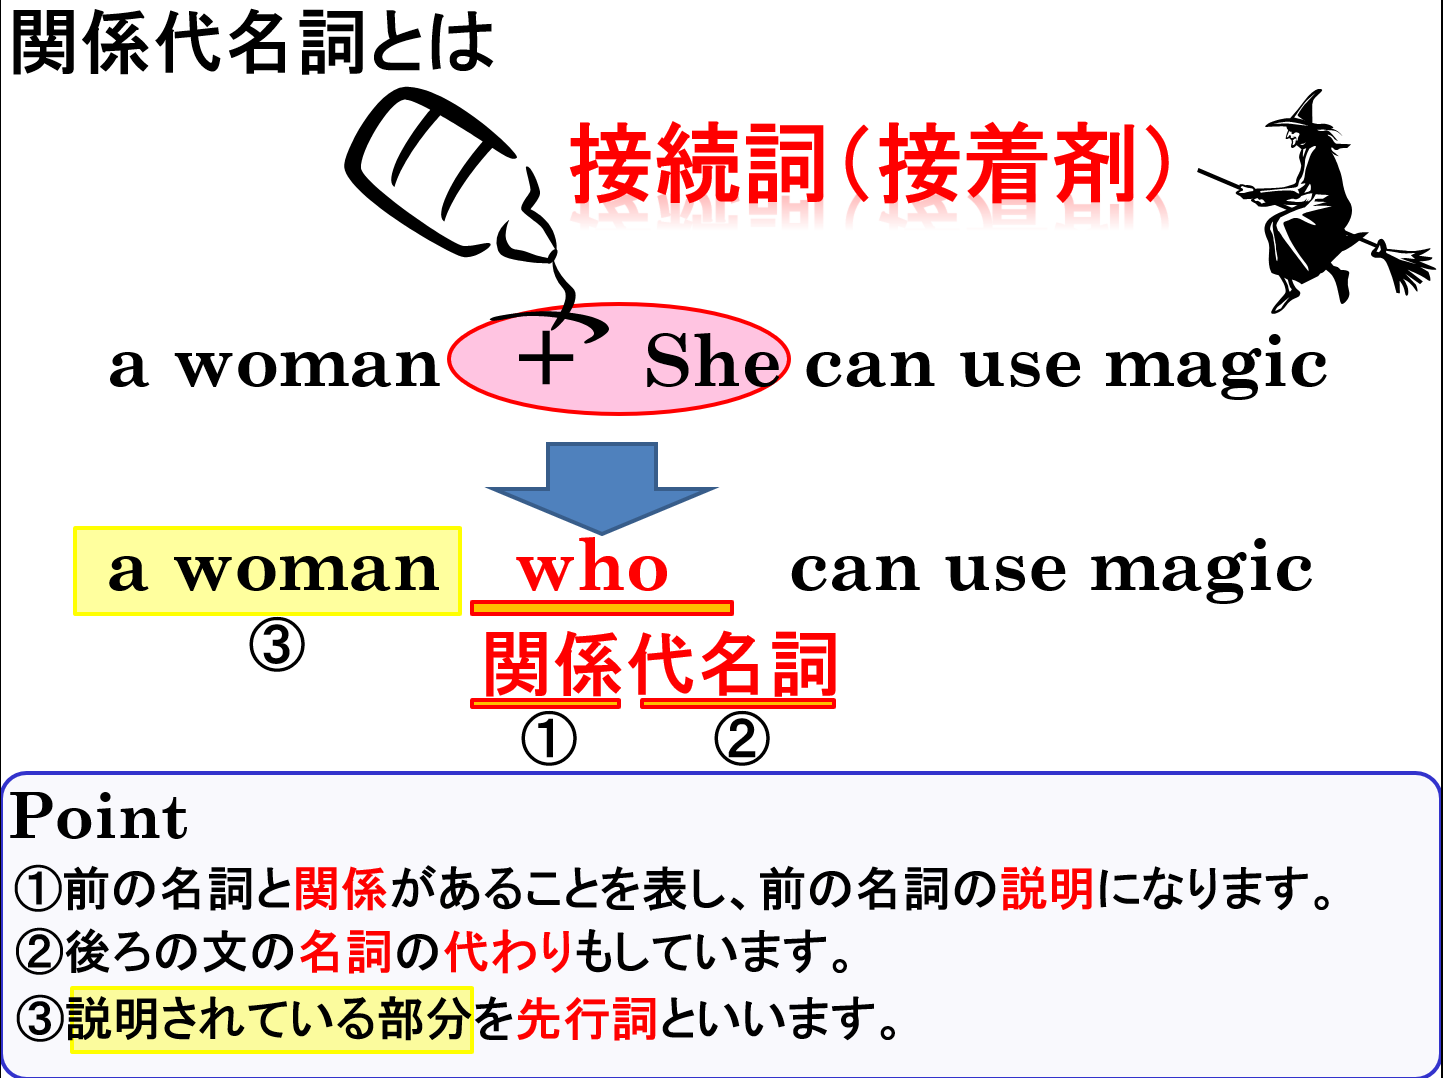 関係代名詞とは
接続詞（接着剤）
a woman + She can use magic
a woman who can use magic
③
関係代名詞
① ②
Point
①前の名詞と関係があることを表し、前の名詞の説明になります。
②後ろの文の名詞の代わりもしています。
③説明されている部分を先行詞といいます。